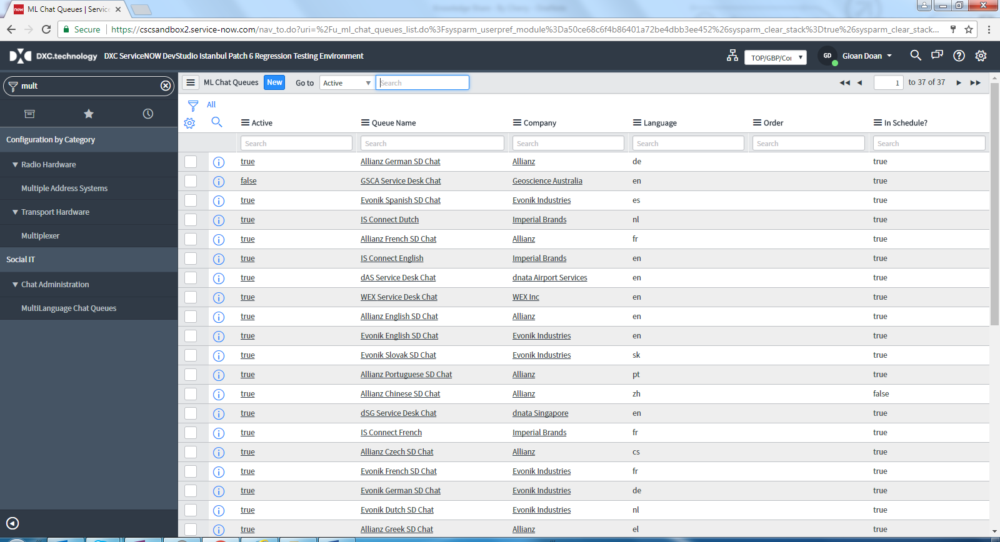 now ML Chat Queues | Service
Secure https://cscsandbox2.service-now.com/nav_to.do?uri=%2Fu_ml_chat_queues_list.do%3Fsysparm_userpref_module%3Da50ce68c6f4b86401a72be4dbb3ee452%26sysparm_clear_stack%3Dtrue%26sysparm_clear_stack...
DXC.technology DXC ServiceNOW DevStudio Istanbul Patch 6 Regression Testing Environment TOP/GBP/Cor GD Gioan Doan
mult
Configuration by Category
Radio Hardware
Multiple Address Systems
Transport Hardware
Multiplexer
Social IT
Chat Administration
MultiLanguage Chat Queues
ML Chat Queues New Go to Active Search 1 to 37 of 37
All
Active Queue Name Company Language Order In Schedule?
Search Search Search Search Search Search
true Allianz German SD Chat Allianz de true
false GSCA Service Desk Chat Geoscience Australia en true
true Evonik Spanish SD Chat Evonik Industries es true
true IS Connect Dutch Imperial Brands nl true
true Allianz French SD Chat Allianz fr true
true IS Connect English Imperial Brands en true
true dAS Service Desk Chat dnata Airport Services en true
true WEX Service Desk Chat WEX Inc en true
true Allianz English SD Chat Allianz en true
true Evonik English SD Chat Evonik Industries en true
true Evonik Slovak SD Chat Evonik Industries sk true
true Allianz Portuguese SD Chat Allianz pt true
true Allianz Chinese SD Chat Allianz zh false
true dSG Service Desk Chat dnata Singapore en true
true IS Connect French Imperial Brands fr true
true Allianz Czech SD Chat Allianz cs true
true Evonik French SD Chat Evonik Industries fr true
true Evonik German SD Chat Evonik Industries de true
true Evonik Dutch SD Chat Evonik Industries nl true
true Allianz Greek SD Chat Allianz el true